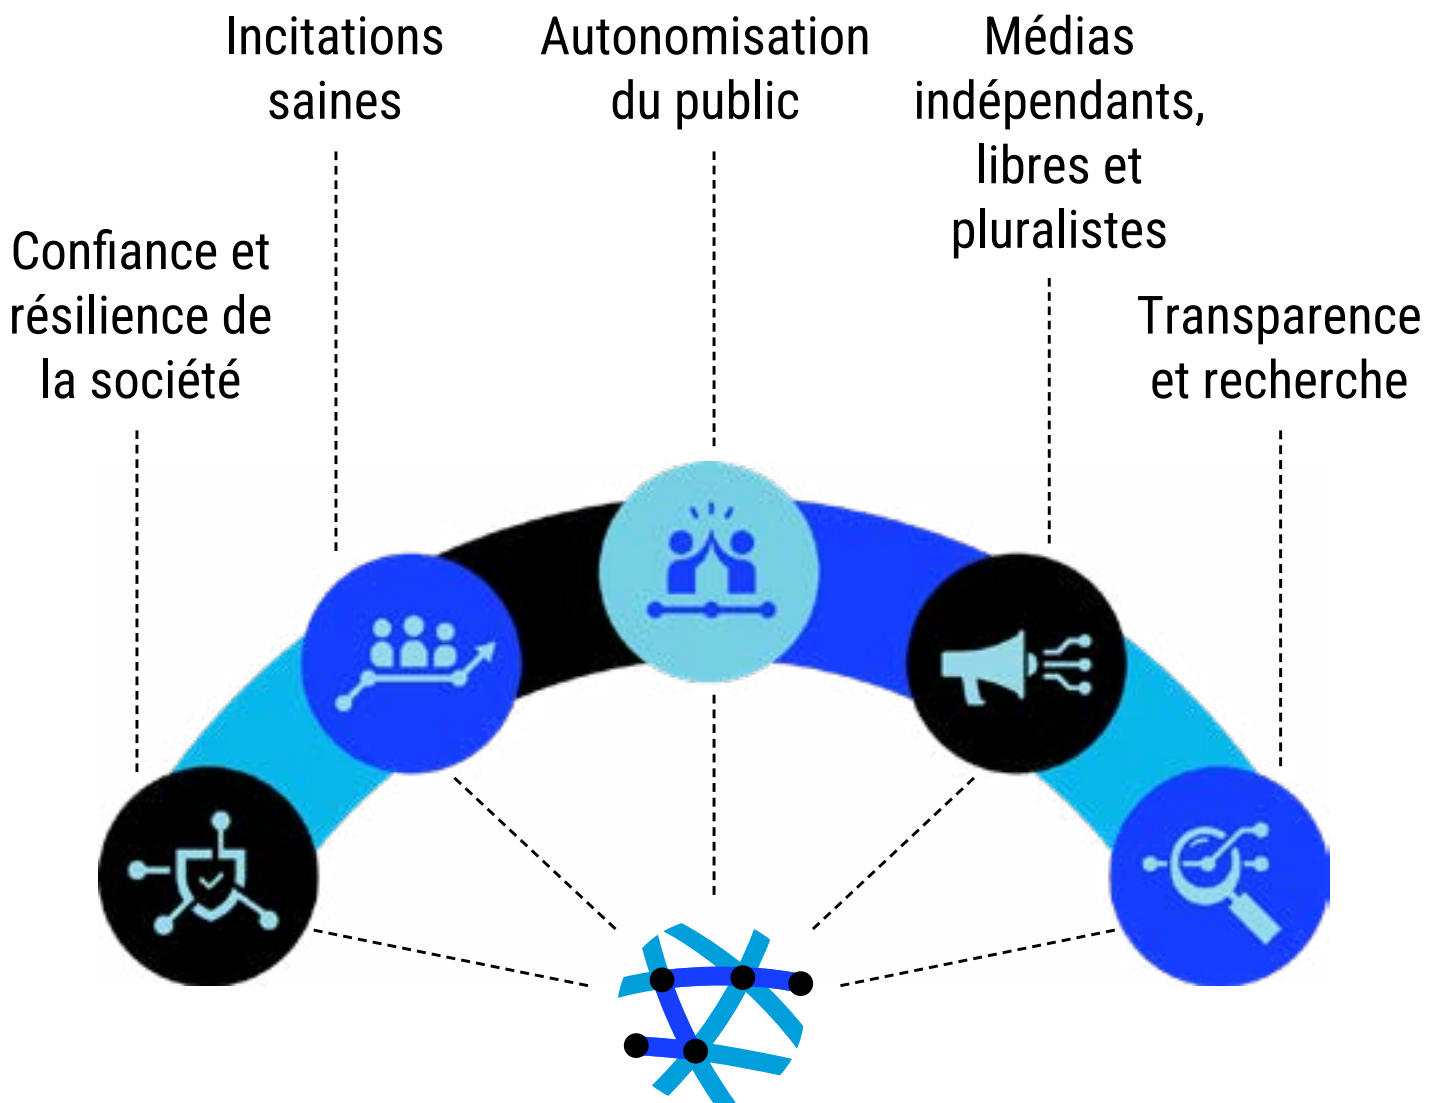 Incitations
saines
Autonomisation
du public
Médias
indépendants,
libres et
pluralistes
Confiance et
résilience de
la société
Transparence
et recherche